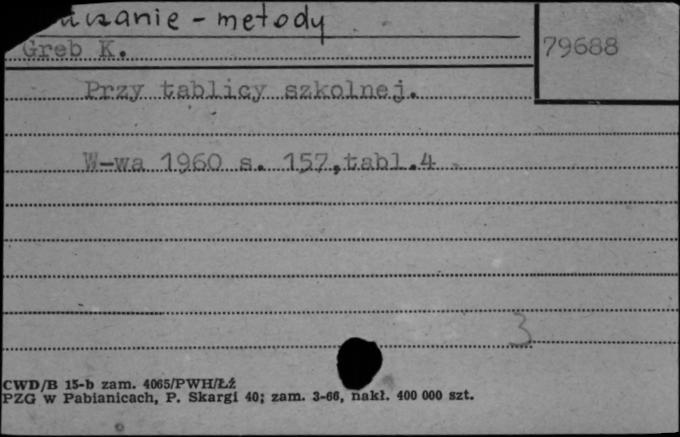 - metody
Greb K.
79688
Przy tablicy szkolnej.
W-wa 1960 s. 157,tabl.4
3
CWD/B 15-b zam. 4065/PWH/Łź
PZG w Pabianicach, P. Skargi 40; zam. 3-66, nakł. 400 000 szt.